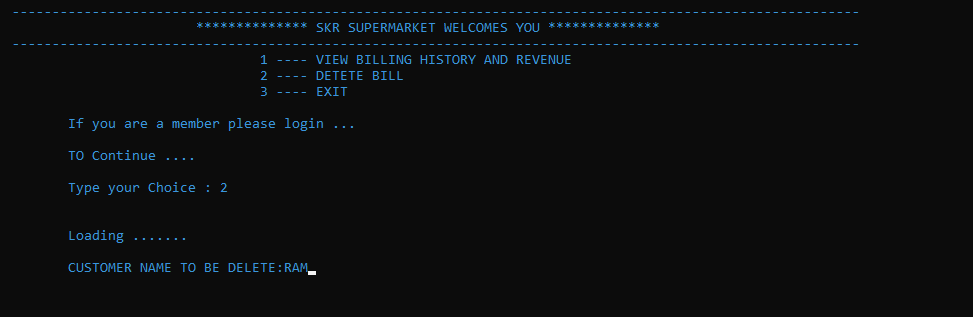 ----------------------------------------------------------------------------------------------------------
************** SKR SUPERMARKET WELCOMES YOU **************
----------------------------------------------------------------------------------------------------------
1 ---- VIEW BILLING HISTORY AND REVENUE
2 ---- DETETE BILL
3 ---- EXIT
If you are a member please login ...
TO Continue ....
Type your Choice : 2
Loading .......
CUSTOMER NAME TO BE DELETE:RAM